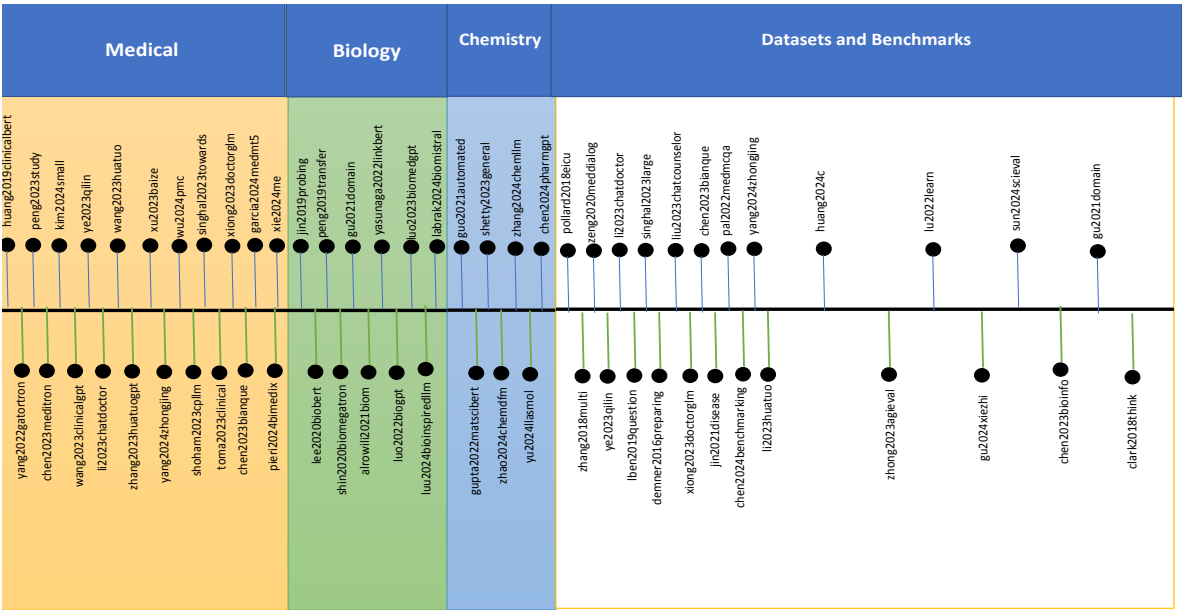 Medical
Biology
Chemistry
Datasets and Benchmarks
huang2019clinicalbert
peng2023study
kim2024small
ye2023qilin
wang2023huatuo
xu2023baize
wu2024pmc
singhal2023towards
xiong2023doctorglm
garcia2024medmt5
xie2024me
jin2019probing
peng2019transfer
gu2021domain
yasunaga2022linkbert
luo2023biomedgpt
labrak2024biomistral
guo2021automated
shetty2023general
zhang2024chemllm
chen2024pharmgpt
pollard2018eicu
zeng2020meddialog
li2023chatdoctor
singhal2023large
liu2023chatcounselor
chen2023bianque
pal2022medmcqa
yang2024zhongjing
huang2024c
lu2022learn
sun2024scieval
gu2021domain
yang2022gatortron
chen2023meditron
wang2023clinicalgpt
li2023chatdoctor
zhang2023huatuogpt
yang2024zhongjing
shoham2023cpllm
toma2023clinical
chen2023bianque
pieri2024bimedix
lee2020biobert
shin2020biomegatron
alrowili2021biom
luo2022biogpt
luu2024boinspredllm
gupta2022matscibert
zhao2024chemdfm
yu2024llasmol
zhang2018multi
ye2023qilin
lben2019question
demner2016preparing
xiong2023doctorglm
jin2021disease
chen2024benchmarking
li2023huatuo
zhong2023agieval
gu2024xiezhi
chen2023boinfo
clark2018think